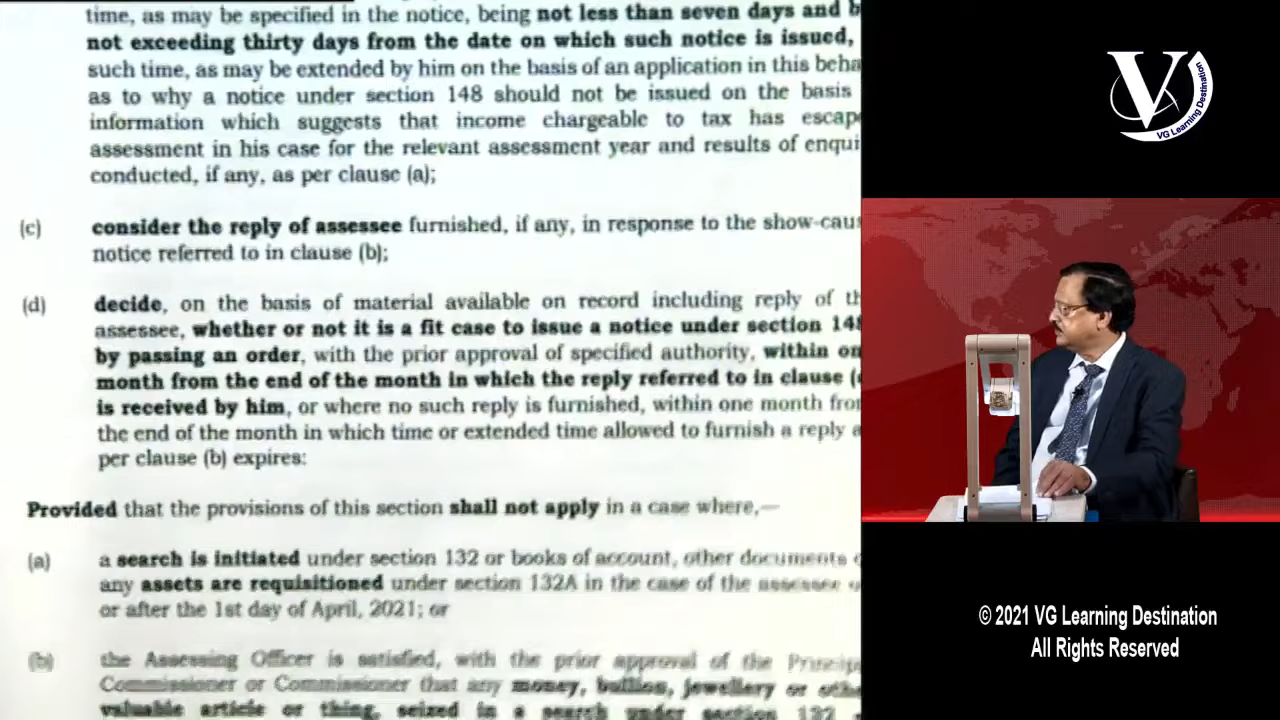 time, as may be specified in the notice, being not less than seven days and b
not exceeding thirty days from the date on which such notice is issued,
such time, as may be extended by him on the basis of an application in this beha
as to why a notice under section 148 should not be issued on the basis
information which suggests that income chargeable to tax has escap
assessment in his case for the relevant assessment year and results of enqui
conducted, if any, as per clause (a);
(c) consider the reply of assessee furnished, if any, in response to the show-cau
notice referred to in clause (b);
(d) decide, on the basis of material available on record including reply of th
assessee, whether or not it is a fit case to issue a notice under section 148
by passing an order, with the prior approval of specified authority, within on
month from the end of the month in which the reply referred to in clause (
is received by him, or where no such reply is furnished, within one month fro
the end of the month in which time or extended time allowed to furnish a reply a
per clause (b) expires:
Provided that the provisions of this section shall not apply in a case where,—
(a) a search is initiated under section 132 or books of account, other documents
any assets are requisitioned under section 132A in the case of the assessee
or after the 1st day of April, 2021; or
(b) the Assessing Officer is satisfied, with the prior approval of the Princip
Commissioner or Commissioner that any money, bullion, jewellery or othe
valuable article or thing, seized in a search under section 132
V
VG Learning Destination
© 2021 VG Learning Destination
All Rights Reserved